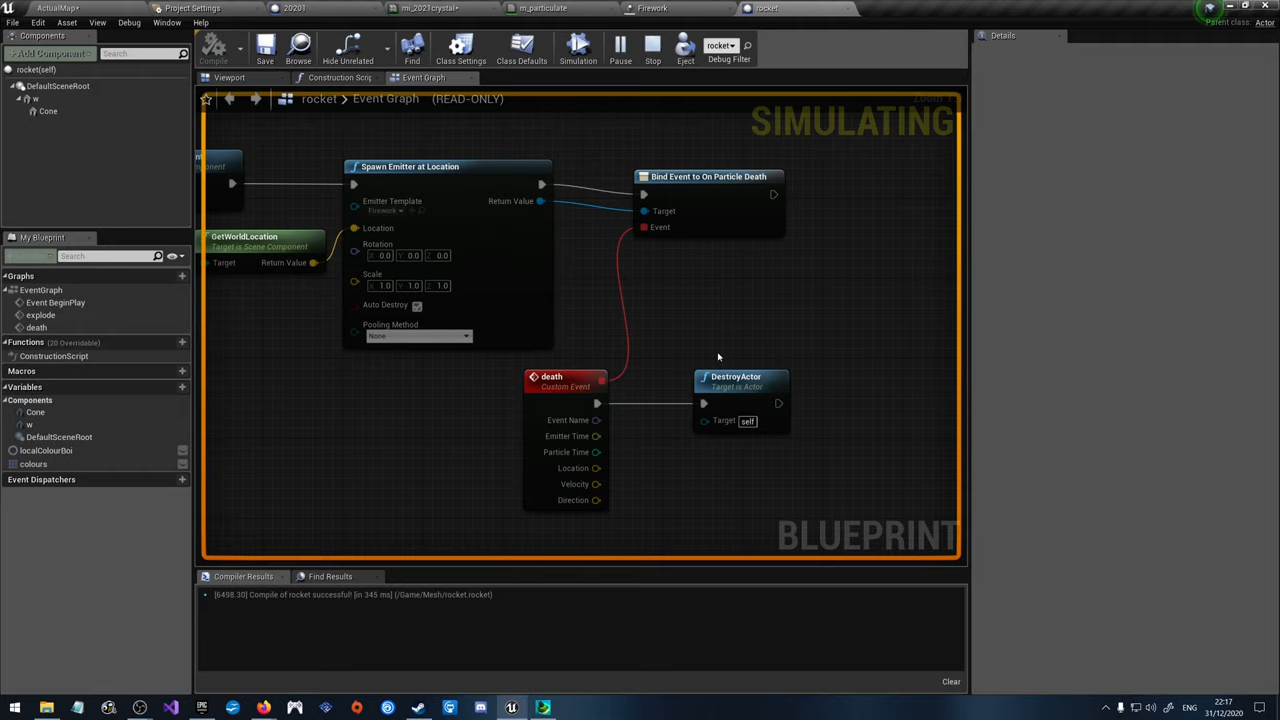 ActualMap•
Project Settings
20201
mi_2021crystal•
m_particulate
Firework
rocket
Parent class: Actor
File
Edit
Asset
View
Debug
Window
Help
Components
+ Add Component
Search
rocket(self)
DefaultSceneRoot
w
Cone
Compile
Save
Browse
Hide Unrelated
Find
Class Settings
Class Defaults
Simulation
Pause
Stop
Eject
rocket
Debug Filter
Details
Viewport
Construction Scrip
Event Graph
rocket > Event Graph (READ-ONLY)
SIMULATING
Spawn Emitter at Location
Emitter Template
Firework
Return Value
Location
Rotation
X 0.0 Y 0.0 Z 0.0
Scale
X 1.0 Y 1.0 Z 1.0
Auto Destroy
Pooling Method
None
GetWorldLocation
Target is Scene Component
Target
Return Value
Bind Event to On Particle Death
Target
Event
death
Custom Event
Event Name
Emitter Time
Particle Time
Location
Velocity
Direction
DestroyActor
Target is Actor
Target self
BLUEPRINT
My Blueprint
+ Add New
Search
Graphs
EventGraph
Event BeginPlay
explode
death
Functions (20 Overridable)
ConstructionScript
Macros
Variables
Components
Cone
w
DefaultSceneRoot
localColourBoi
colours
Event Dispatchers
Compiler Results
Find Results
[6498.30] Compile of rocket successful! [in 345 ms] (/Game/Mesh/rocket.rocket)
Clear
ENG
22:17
31/12/2020